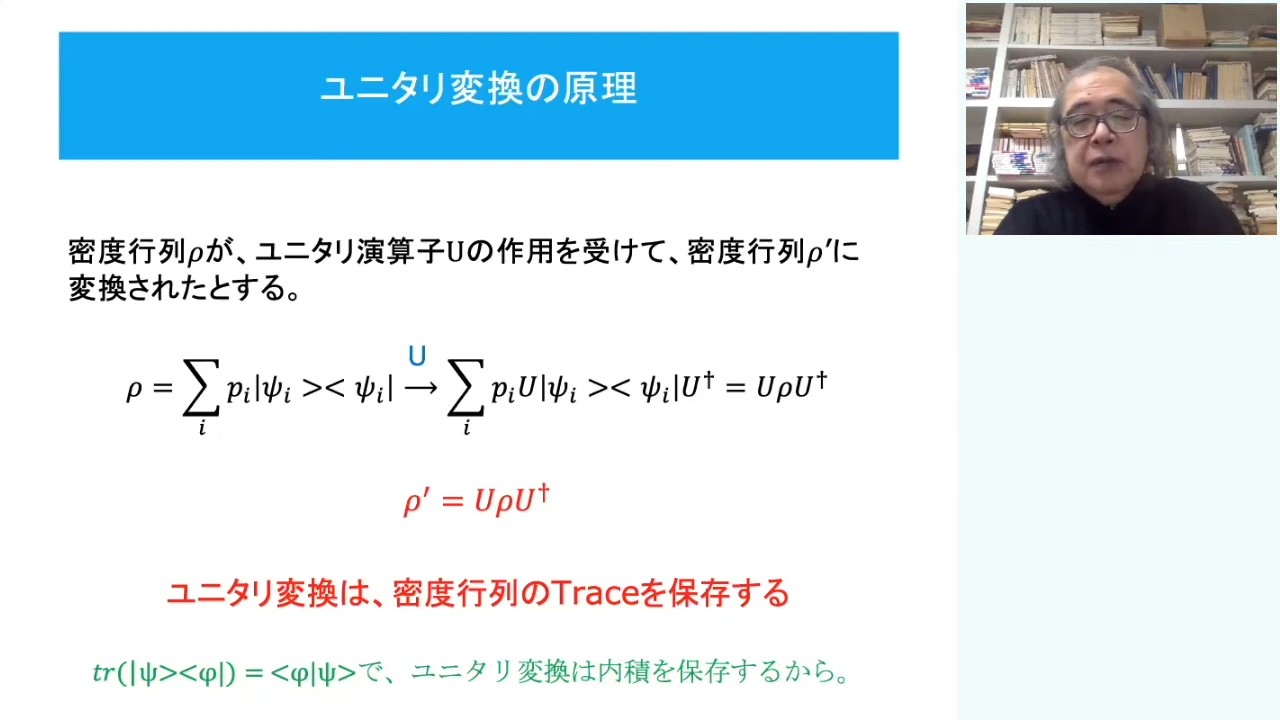 ユニタリ変換の原理
密度行列ρが、ユニタリ演算子Uの作用を受けて、密度行列ρ′に
変換されたとする。
U
ρ = ∑ᵢ pᵢ|ψᵢ >< ψᵢ| ⟶ ∑ᵢ pᵢU|ψᵢ >< ψᵢ|U† = UρU†
ρ′ = UρU†
ユニタリ変換は、密度行列のTraceを保存する
tr(|ψ><φ|) = <φ|ψ>で、ユニタリ変換は内積を保存するから。